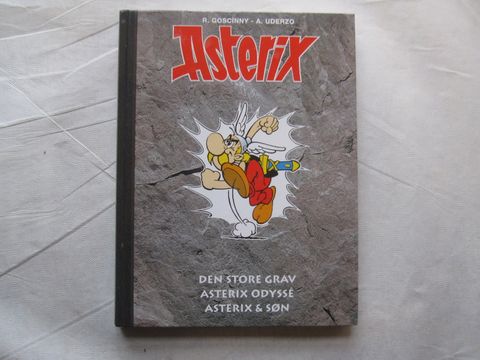 R. GOSCINNY - A. UDERZO
Asterix
DEN STORE GRAV
ASTERIX ODYSSÉ
ASTERIX & SØN